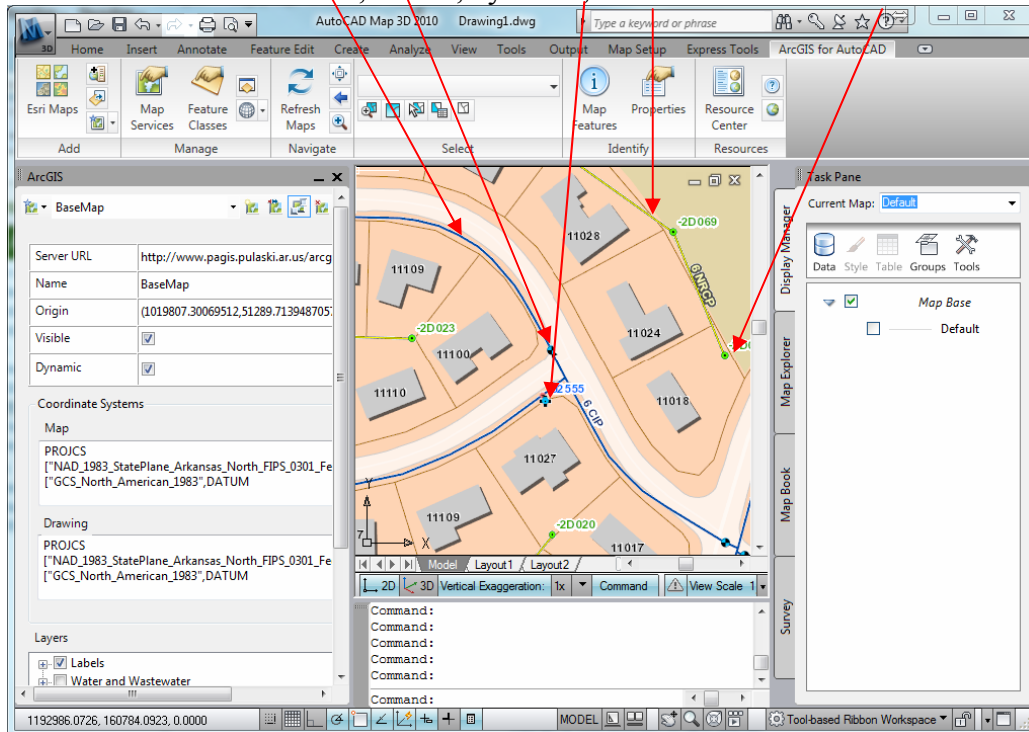 AutoCAD Map 3D 2010 Drawing1.dwg
Type a keyword or phrase
3D
Home Insert Annotate Feature Edit Create Analyze View Tools Output Map Setup Express Tools ArcGIS for AutoCAD
Esri Maps
Map Services
Feature Classes
Refresh Maps
Map Features
Properties
Resource Center
Add Manage Navigate Select Identify Resources
ArcGIS
BaseMap
Server URL http://www.pagis.pulaski.ar.us/arcg
Name BaseMap
Origin (1019807.30069512,51289.713948705
Visible
Dynamic
Coordinate Systems
Map
PROJCS
["NAD_1983_StatePlane_Arkansas_North_FIPS_0301_Fe
["GCS_North_American_1983",DATUM
Drawing
PROJCS
["NAD_1983_StatePlane_Arkansas_North_FIPS_0301_Fe
["GCS_North_American_1983",DATUM
Layers
Labels
Water and Wastewater
-2D069
11028
11109
6 NRCP
-2D023
11024
11100
11110
2555
11018
6 CIP
11027
Y
11109
-2D020
X
7
11017
Model Layout1 Layout2
2D 3D Vertical Exaggeration: 1x Command View Scale 1
Command:
Command:
Command:
Command:
Command:
Command:
Task Pane
Current Map: Default
Data Style Table Groups Tools
Map Base
Default
Display Manager
Map Explorer
Map Book
Survey
1192986.0726, 160784.0923, 0.0000
MODEL
Tool-based Ribbon Workspace